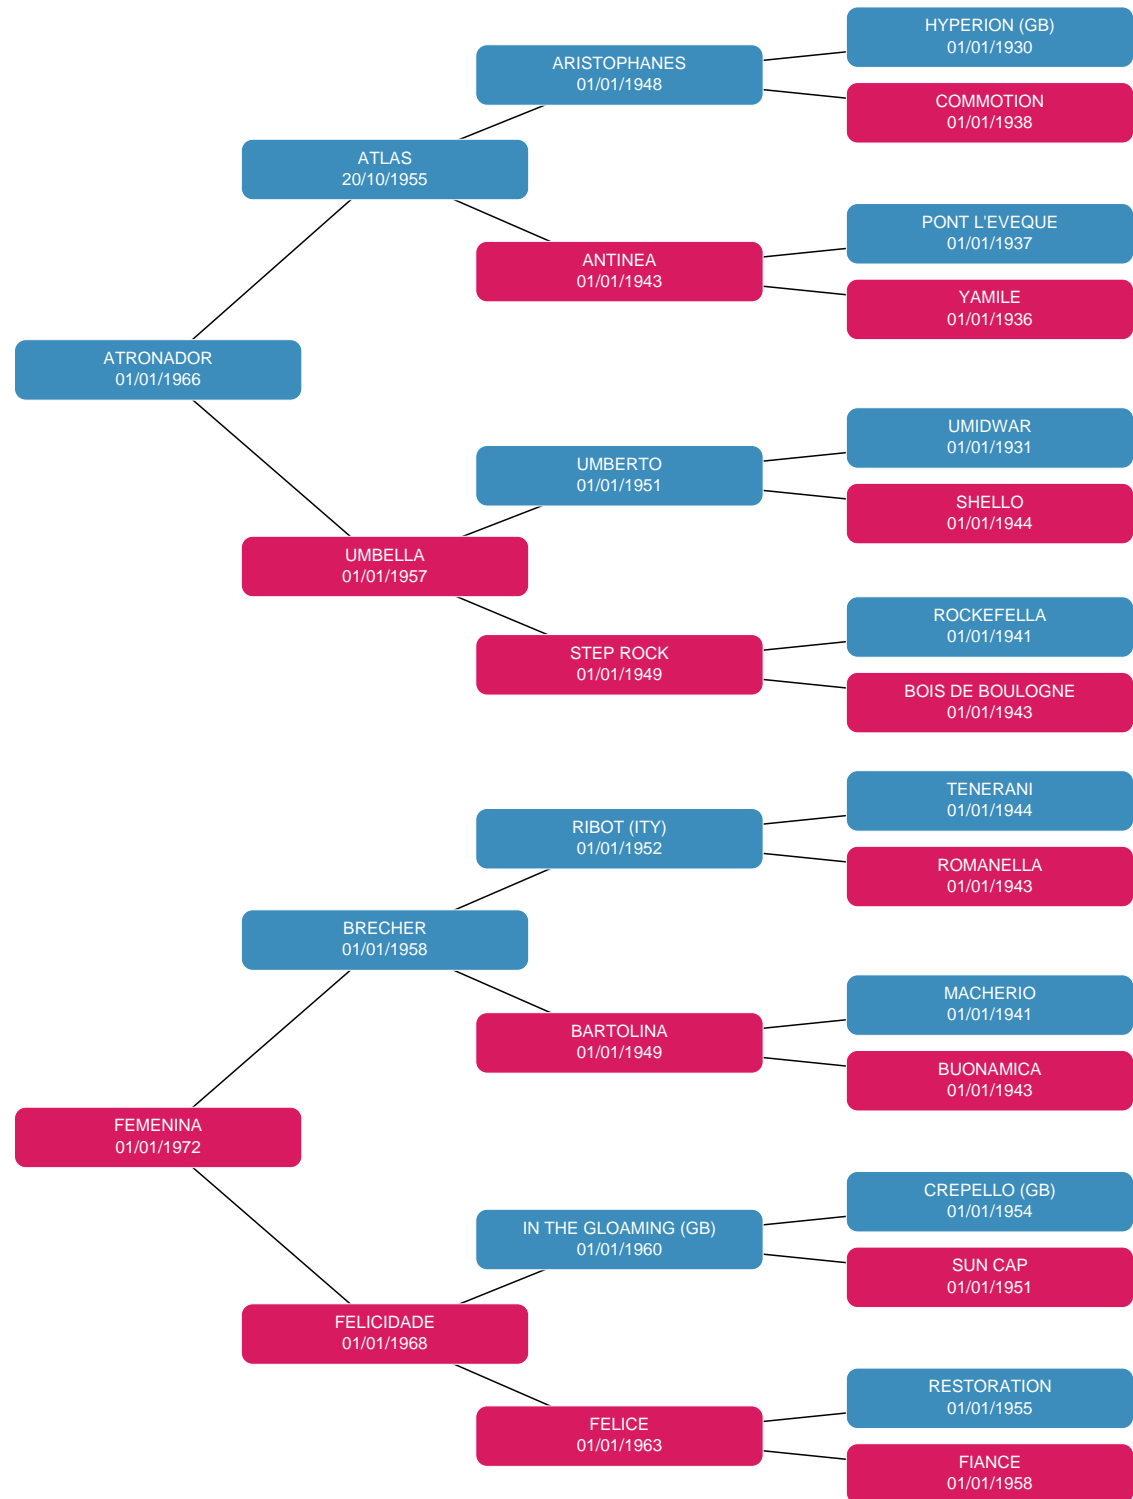 HYPERION (GB)
01/01/1930
ARISTOPHANES
01/01/1948
COMMOTION
01/01/1938
ATLAS
20/10/1955
PONT L'EVEQUE
01/01/1937
ANTINEA
01/01/1943
YAMILE
01/01/1936
ATRONADOR
01/01/1966
UMIDWAR
01/01/1931
UMBERTO
01/01/1951
SHELLO
01/01/1944
UMBELLA
01/01/1957
ROCKEFELLA
01/01/1941
STEP ROCK
01/01/1949
BOIS DE BOULOGNE
01/01/1943
TENERANI
01/01/1944
RIBOT (ITY)
01/01/1952
ROMANELLA
01/01/1943
BRECHER
01/01/1958
MACHERIO
01/01/1941
BARTOLINA
01/01/1949
BUONAMICA
01/01/1943
FEMENINA
01/01/1972
CREPELLO (GB)
01/01/1954
IN THE GLOAMING (GB)
01/01/1960
SUN CAP
01/01/1951
FELICIDADE
01/01/1968
RESTORATION
01/01/1955
FELICE
01/01/1963
FIANCE
01/01/1958